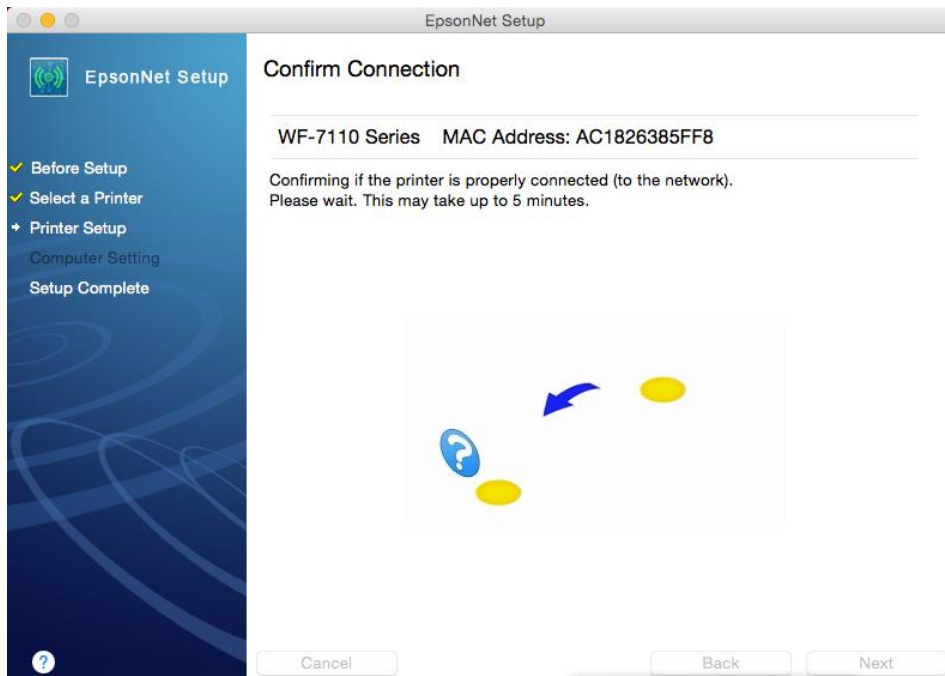 EpsonNet Setup
EpsonNet Setup
Confirm Connection
WF-7110 Series MAC Address: AC1826385FF8
Before Setup
Select a Printer
Printer Setup
Computer Setting
Setup Complete
Confirming if the printer is properly connected (to the network).
Please wait. This may take up to 5 minutes.
?
?
Cancel
Back
Next